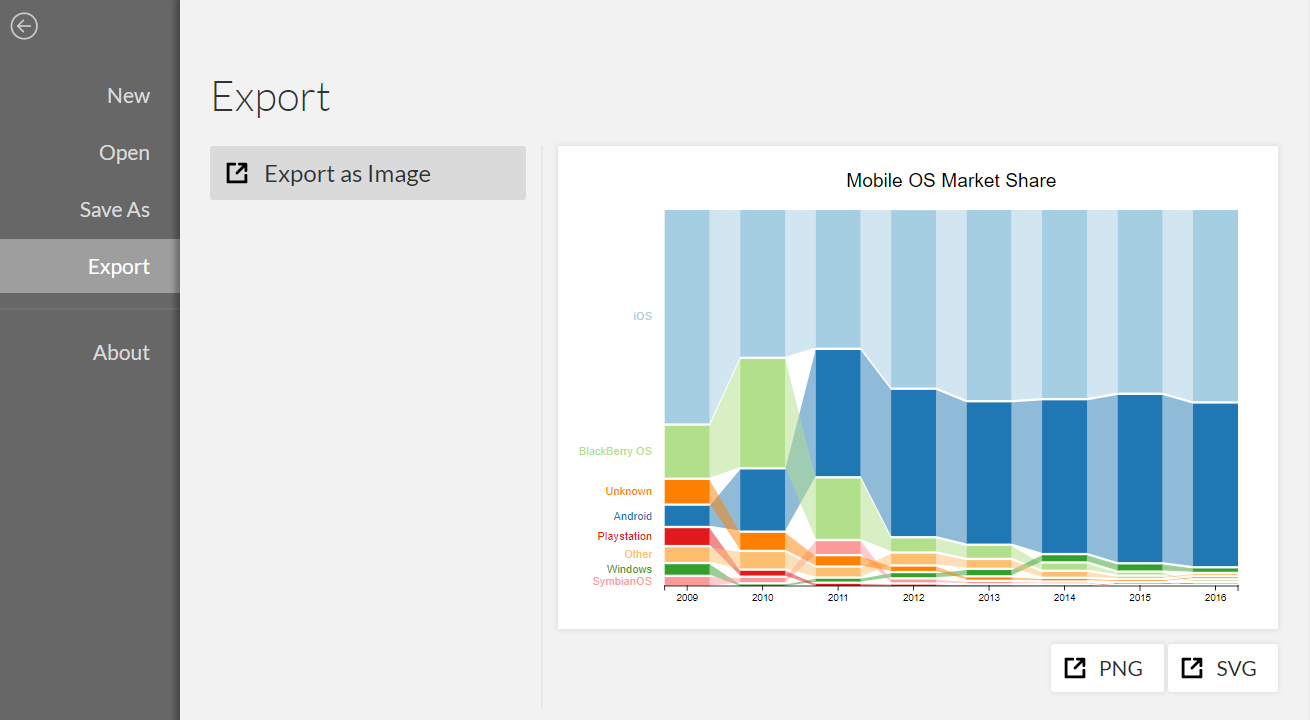 New
Open
Save As
Export
About
Export
Export as Image
Mobile OS Market Share
iOS
BlackBerry OS
Unknown
Android
Playstation
Other
Windows
SymbianOS
2009 2010 2011 2012 2013 2014 2015 2016
PNG SVG